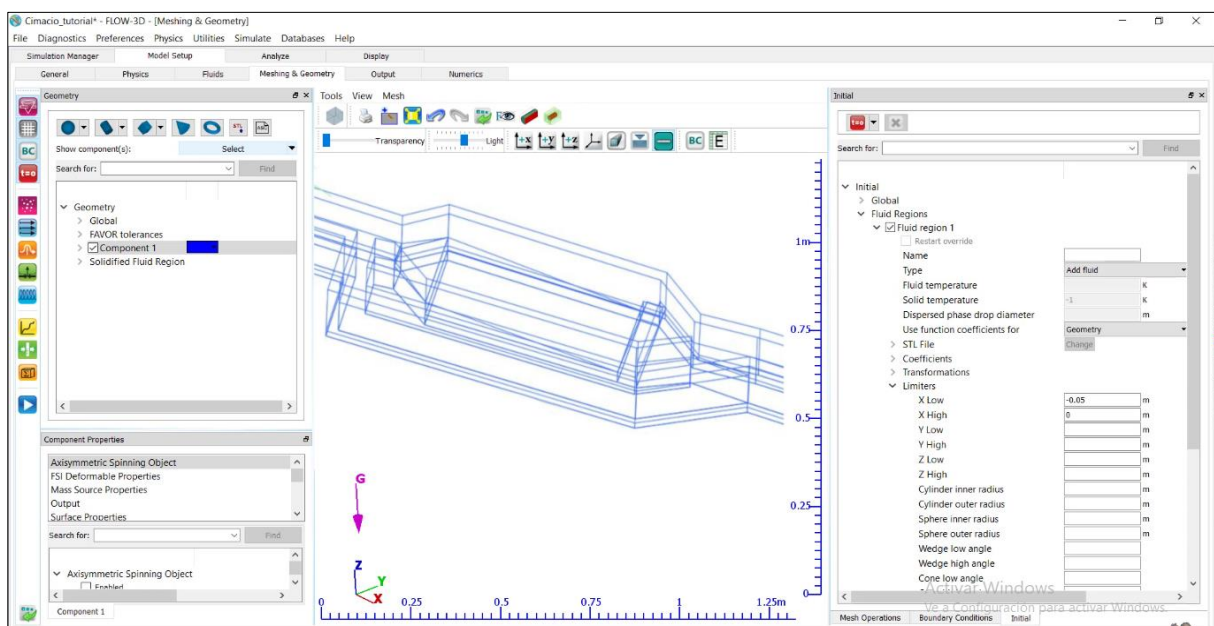 Cimacio_tutorial* - FLOW-3D - [Meshing & Geometry]
File Diagnostics Preferences Physics Utilities Simulate Databases Help
Simulation Manager Model Setup Analyze Display
General Physics Fluids Meshing & Geometry Output Numerics
Geometry
BC
t=0
STL
Show component(s): Select
Search for: Find
Geometry
Global
FAVOR tolerances
Component 1
Solidified Fluid Region
Component Properties
Axisymmetric Spinning Object
FSI Deformable Properties
Mass Source Properties
Output
Surface Properties
Search for: Find
Axisymmetric Spinning Object
Enabled
Component 1
Tools View Mesh
Transparency Light +x +y +z BC E
1m
0.75
0.5
0.25
0
G
Z
Y
X
0 0.25 0.5 0.75 1 1.25m
Initial
t=0
Search for: Find
Initial
Global
Fluid Regions
Fluid region 1
Restart override
Name
Type Add fluid
Fluid temperature K
Solid temperature -1 K
Dispersed phase drop diameter m
Use function coefficients for Geometry
STL File Change
Coefficients
Transformations
Limiters
X Low -0.05 m
X High 0 m
Y Low m
Y High m
Z Low m
Z High m
Cylinder inner radius m
Cylinder outer radius m
Sphere inner radius m
Sphere outer radius m
Wedge low angle
Wedge high angle
Cone low angle
Activar Windows
Ve a Configuración para activar Windows.
Mesh Operations Boundary Conditions Initial